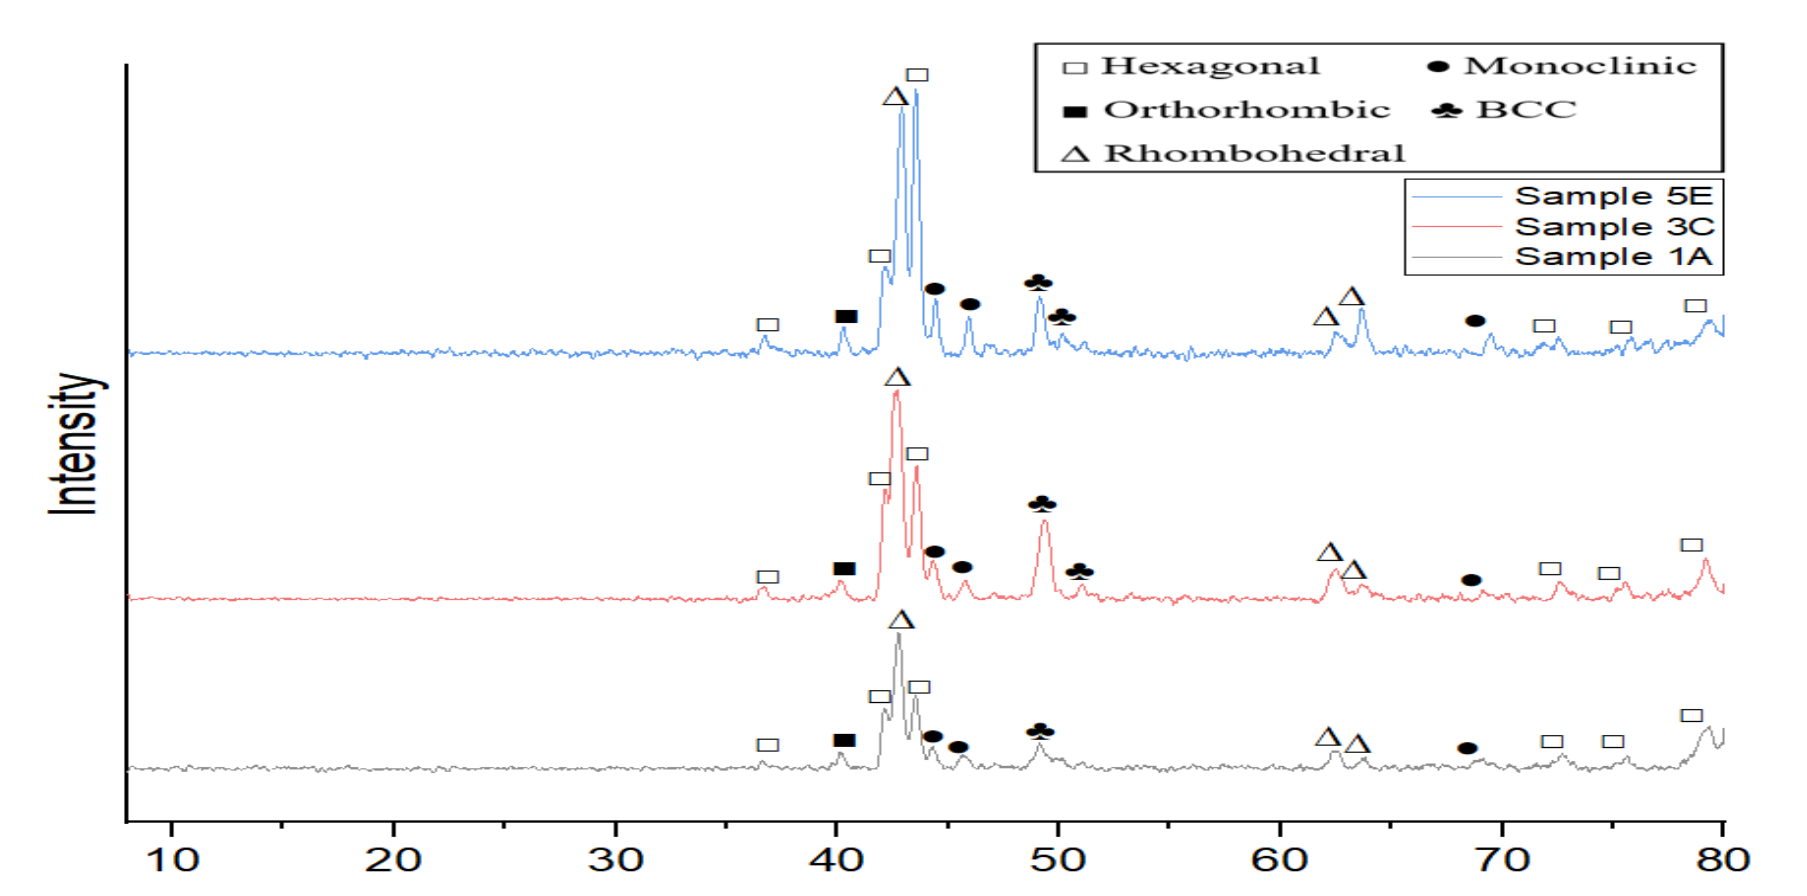 □ Hexagonal ● Monoclinic
■ Orthorhombic ♣ BCC
Δ Rhombohedral
Sample 5E
Sample 3C
Sample 1A
Intensity
10 20 30 40 50 60 70 80